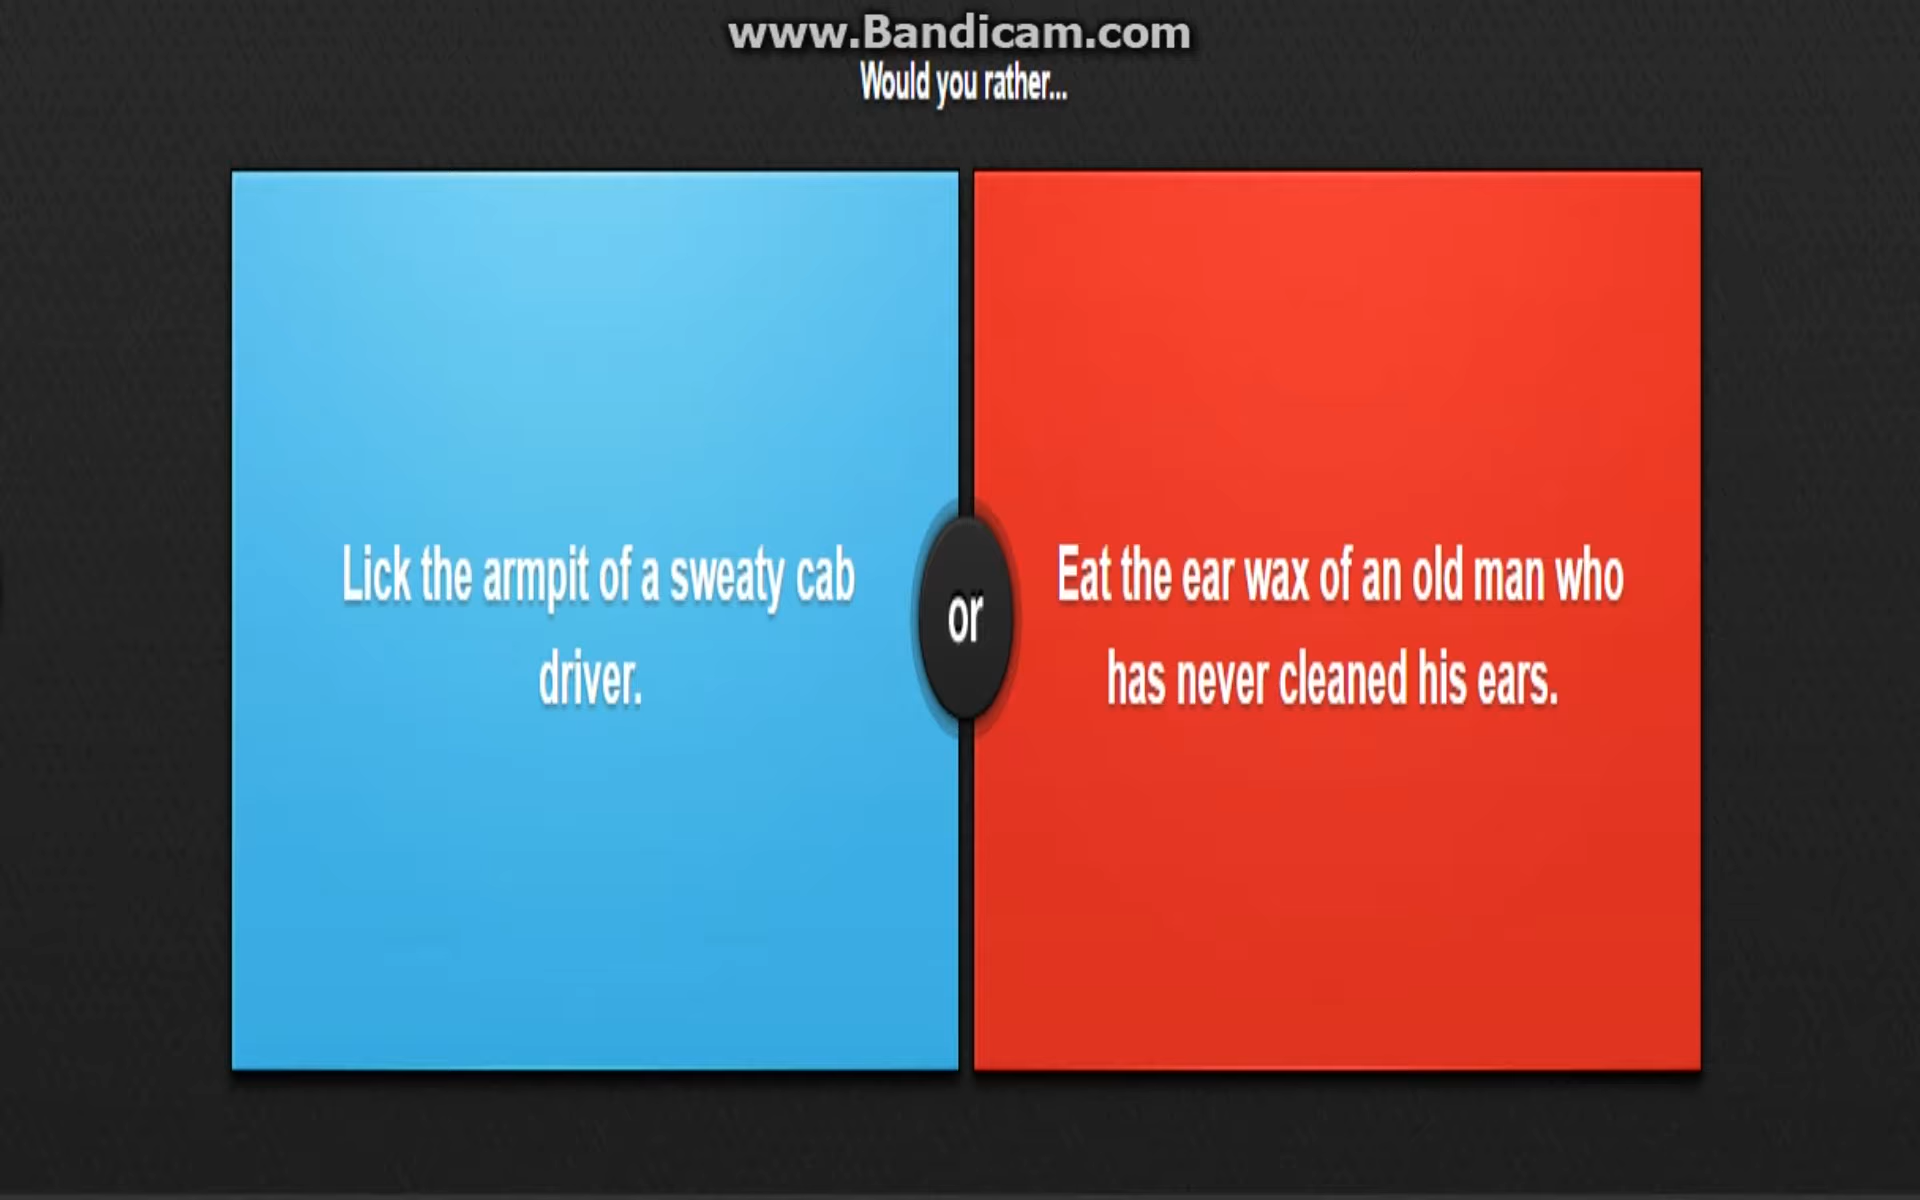 www.Bandicam.com
Would you rather...
Lick the armpit of a sweaty cab
driver.
or
Eat the ear wax of an old man who
has never cleaned his ears.